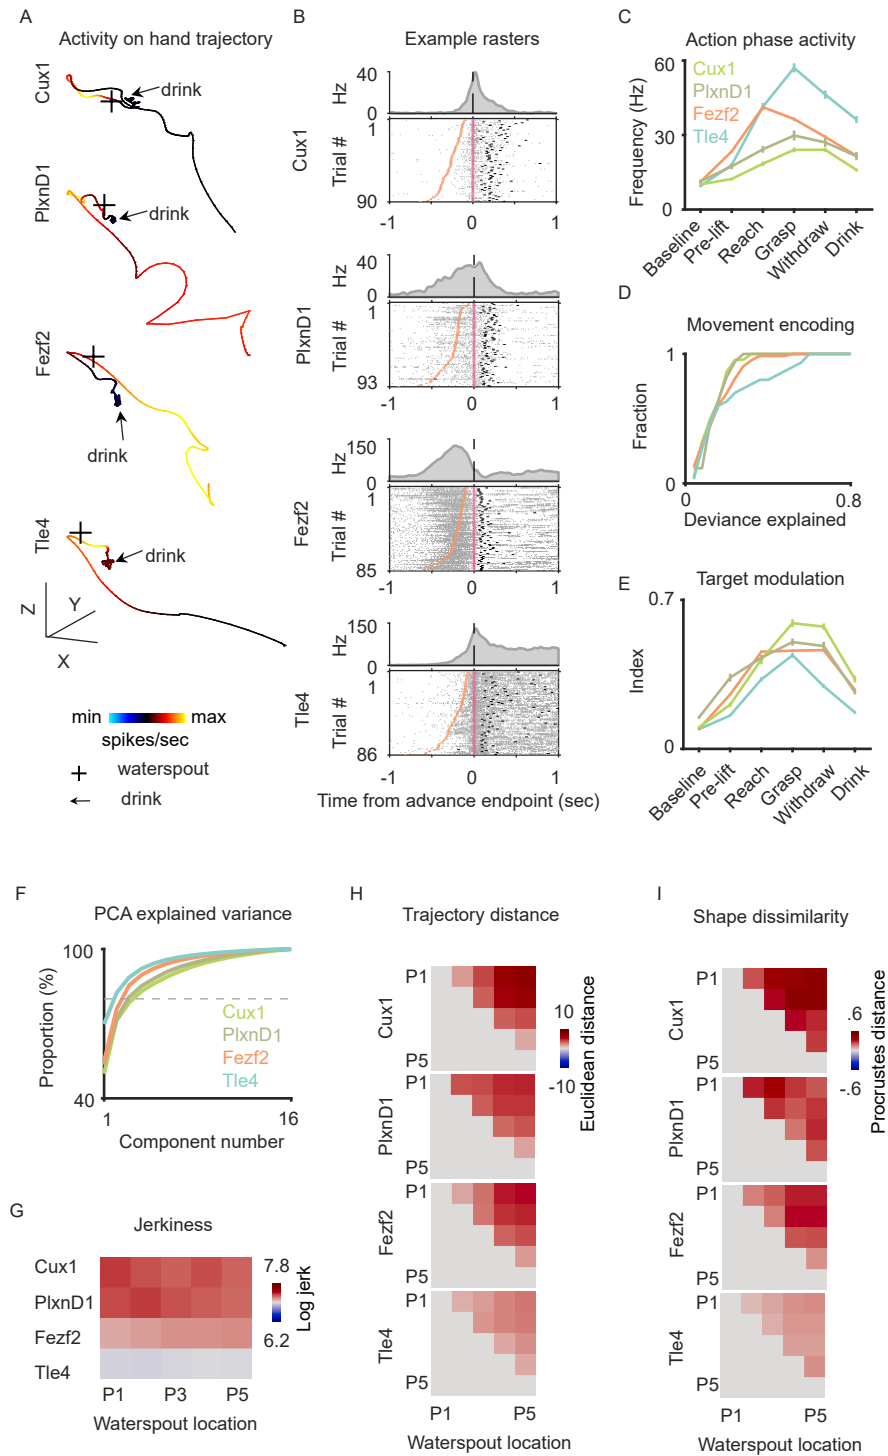 A
Activity on hand trajectory
Cux1
drink
PlxnD1
drink
Fezf2
drink
Tle4
drink
Z
Y
X
min
max
spikes/sec
waterspout
drink
B
Example rasters
40
Hz
0
Cux1
1
Trial #
90
-1
0
1
40
Hz
0
PlxnD1
1
Trial #
93
-1
0
1
150
Hz
0
Fezf2
1
Trial #
85
-1
0
1
150
Hz
0
Tle4
1
Trial #
86
-1
0
1
Time from advance endpoint (sec)
C
Action phase activity
60
30
0
Frequency (Hz)
Cux1
PlxnD1
Fezf2
Tle4
Baseline
Pre-lift
Reach
Grasp
Withdraw
Drink
D
Movement encoding
1
Fraction
0
0
0.8
Deviance explained
E
Target modulation
0.7
Index
0
Baseline
Pre-lift
Reach
Grasp
Withdraw
Drink
F
PCA explained variance
100
Proportion (%)
40
Cux1
PlxnD1
Fezf2
Tle4
1
16
Component number
G
Jerkiness
Cux1
PlxnD1
Fezf2
Tle4
7.8
6.2
Log jerk
P1
P3
P5
Waterspout location
H
Trajectory distance
P1
Cux1
P5
P1
PlxnD1
P5
P1
Fezf2
P5
P1
Tle4
P5
10
-10
Euclidean distance
P1
P5
Waterspout location
I
Shape dissimilarity
P1
Cux1
P5
P1
PlxnD1
P5
P1
Fezf2
P5
P1
Tle4
P5
.6
-.6
Procrustes distance
P1
P5
Waterspout location